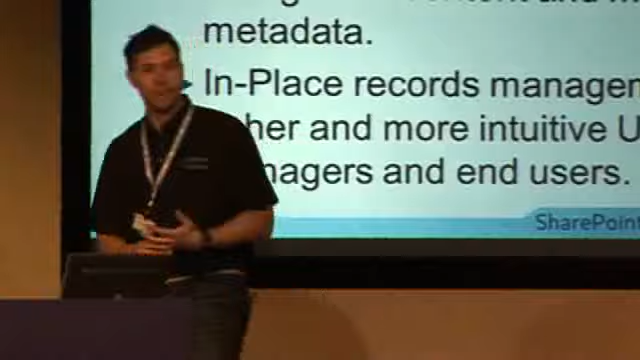 metadata.
In-Place records managem
her and more intuitive U
nagers and end users.
SharePoint